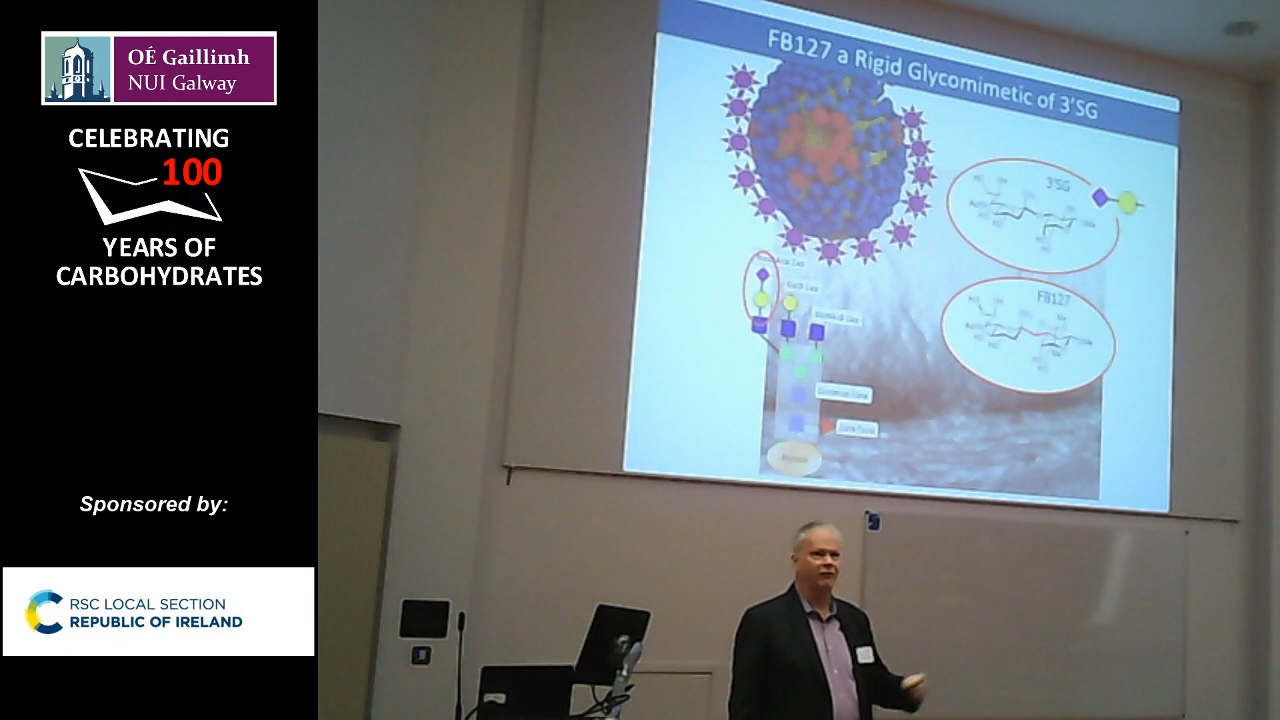 OÉ Gaillimh
NUI Galway
CELEBRATING
100
YEARS OF
CARBOHYDRATES
Sponsored by:
RSC LOCAL SECTION
REPUBLIC OF IRELAND
FB127 a Rigid Glycomimetic of 3'SG
3'SG
FB127